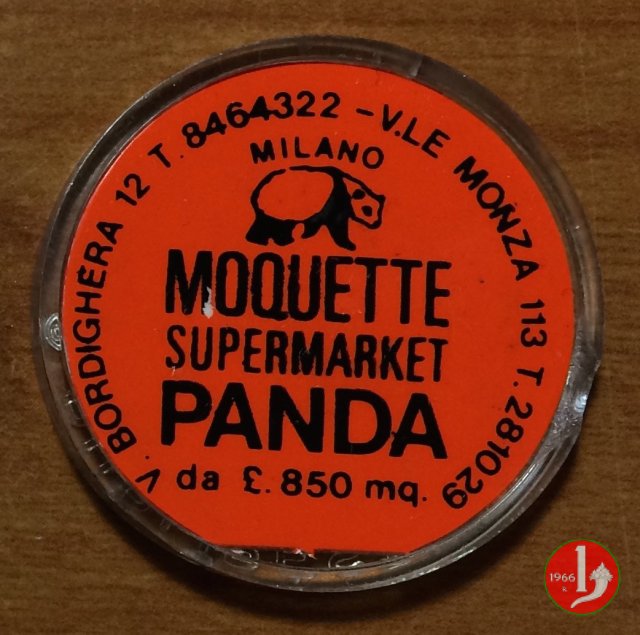 V. BORDIGHERA 12 T. 8464322 - V.LE MONZA 113 T. 281029
MILANO
MOQUETTE
SUPERMARKET
PANDA
da £. 850 mq.
1966
R